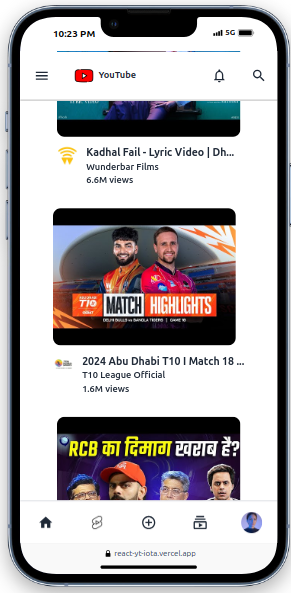 10:23 PM
5G
YouTube
Kadhal Fail - Lyric Video | Dh...
Wunderbar Films
6.6M views
T10
MATCH HIGHLIGHTS
DELHI BULLS vs BANGLA TIGERS | GAME 18
2024 Abu Dhabi T10 I Match 18 ...
T10 League Official
1.6M views
RCB का दिमाग खराब है?
react-yt-iota.vercel.app